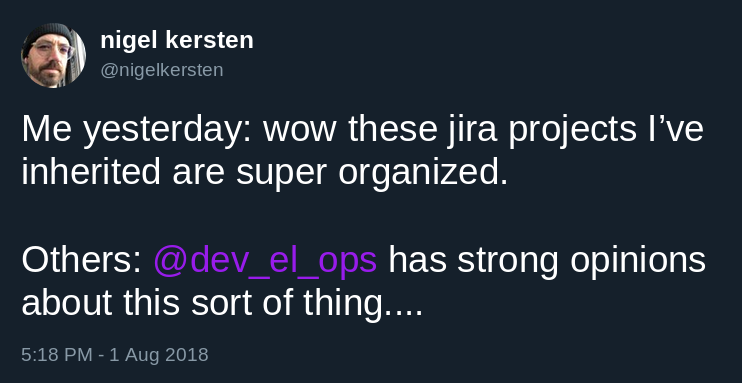 nigel kersten
@nigelkersten
Me yesterday: wow these jira projects I’ve
inherited are super organized.
Others: @dev_el_ops has strong opinions
about this sort of thing....
5:18 PM - 1 Aug 2018